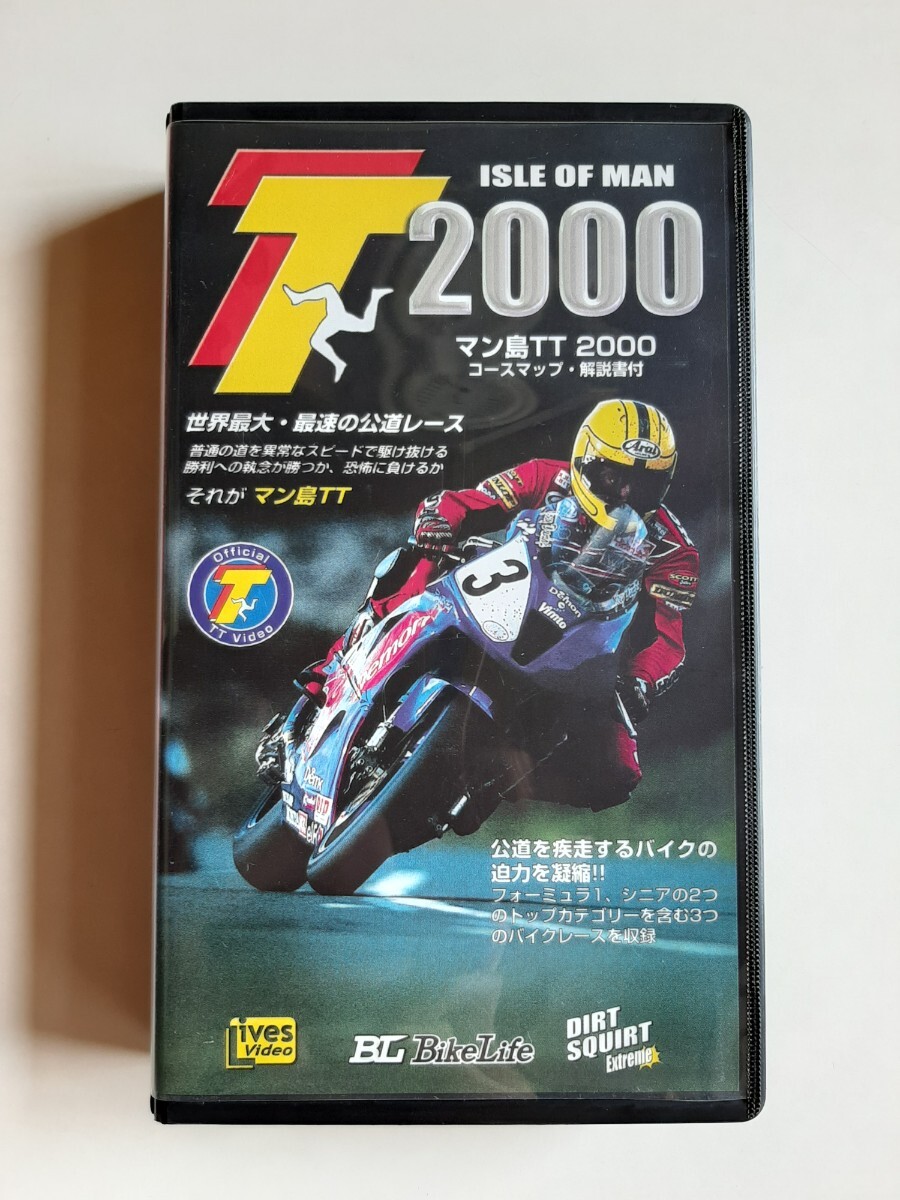 TT
ISLE OF MAN
2000
マン島TT 2000
コースマップ・解説書付
世界最大・最速の公道レース
普通の道を異常なスピードで駆け抜ける
勝利への執念が勝つか、恐怖に負けるか
それが マン島TT
Official
TT
TT Video
Arai
DUNLOP
SCOTT
3
Demon
Vimto
公道を疾走するバイクの
迫力を凝縮!!
フォーミュラ1、シニアの2つ
のトップカテゴリーを含む3つ
のバイクレースを収録
Lives
Video
BL BikeLife
DIRT
SQUIRT
Extreme